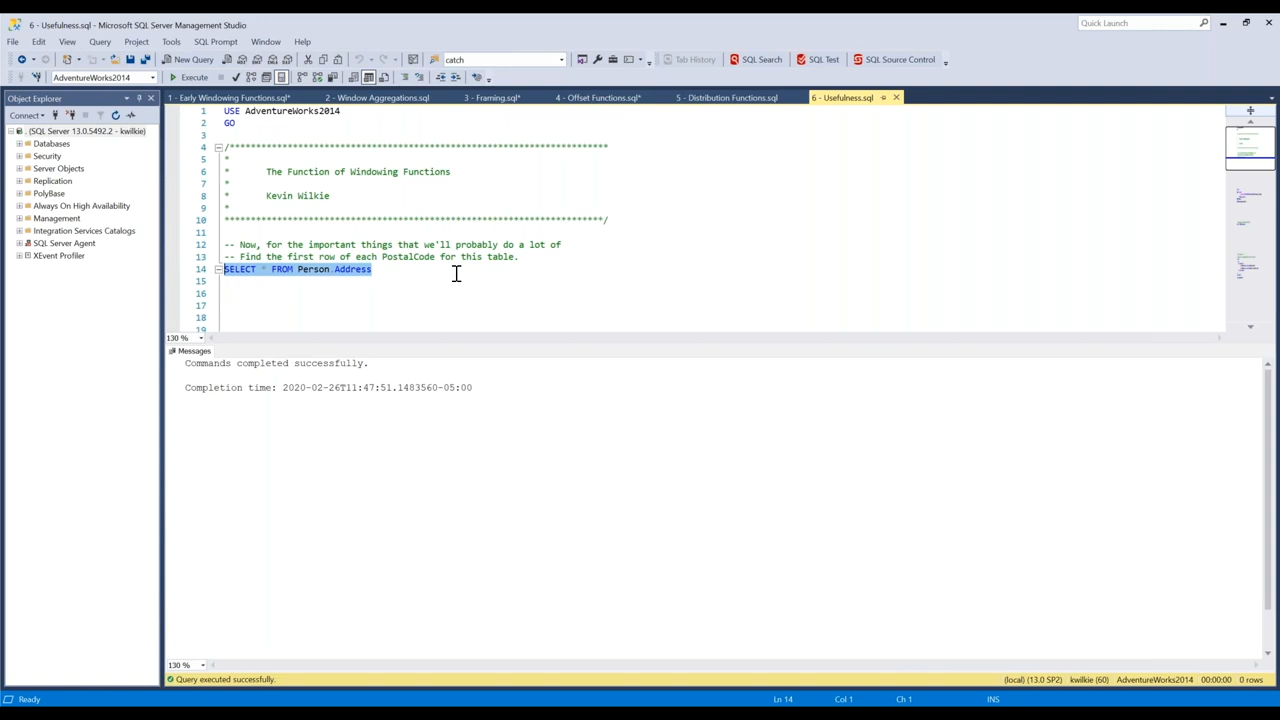 6 - Usefulness.sql - Microsoft SQL Server Management Studio
Quick Launch
File Edit View Query Project Tools SQL Prompt Window Help
New Query catch Tab History SQL Search SQL Test SQL Source Control
AdventureWorks2014 Execute
Object Explorer
1 - Early Windowing Functions.sql* 2 - Window Aggregations.sql 3 - Framing.sql* 4 - Offset Functions.sql* 5 - Distribution Functions.sql 6 - Usefulness.sql
Connect
. (SQL Server 13.0.5492.2 - kwilkie)
Databases
Security
Server Objects
Replication
PolyBase
Always On High Availability
Management
Integration Services Catalogs
SQL Server Agent
XEvent Profiler
1 USE AdventureWorks2014
2 GO
3
4 /************************************************************************
5 *
6 * The Function of Windowing Functions
7 *
8 * Kevin Wilkie
9 *
10 ************************************************************************/
11
12 -- Now, for the important things that we'll probably do a lot of
13 -- Find the first row of each PostalCode for this table.
14 SELECT * FROM Person.Address
15
16
17
18
19
130 %
Messages
Commands completed successfully.
Completion time: 2020-02-26T11:47:51.1483560-05:00
130 %
Query executed successfully. (local) (13.0 SP2) kwilkie (60) AdventureWorks2014 00:00:00 0 rows
Ready Ln 14 Col 1 Ch 1 INS